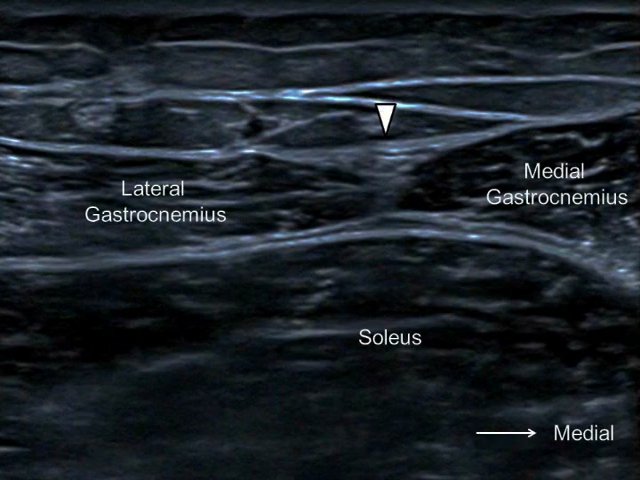 Lateral
Gastrocnemius
Medial
Gastrocnemius
Soleus
Medial